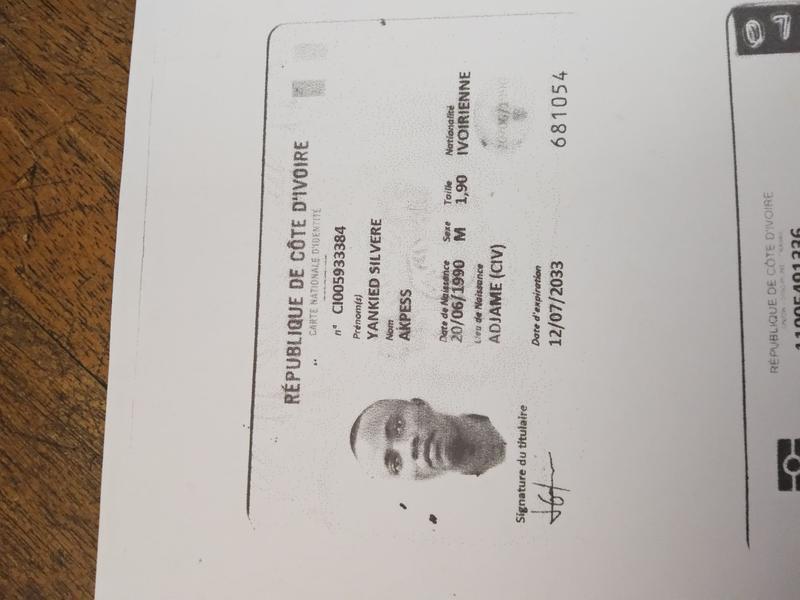 RÉPUBLIQUE DE CÔTE D'IVOIRE
CARTE NATIONALE D'IDENTITÉ
n° CI005933384
Prénom(s)
YANKIED SILVERE
Nom
AKPESS
Date de Naissance Sexe Taille Nationalité
20/06/1990 M 1,90 IVOIRIENNE
Lieu de Naissance
ADJAME (CIV)
Date d'expiration
12/07/2033
681054
Signature du titulaire
07
RÉPUBLIQUE DE CÔTE D'IVOIRE